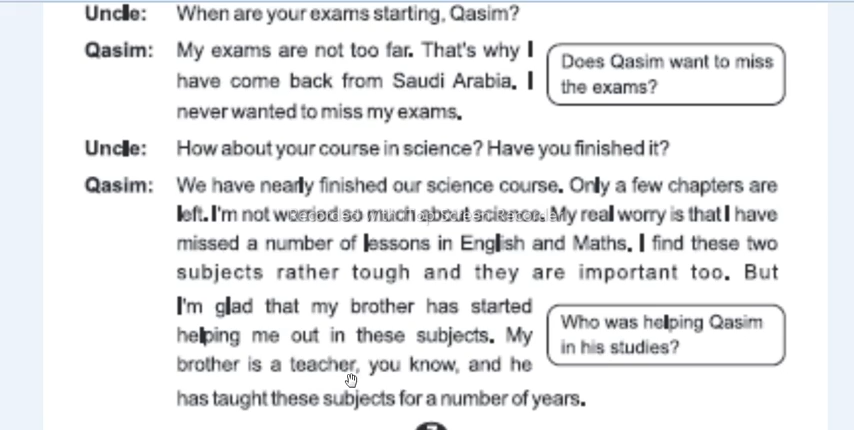 Uncle: When are your exams starting, Qasim?
Qasim: My exams are not too far. That's why I
have come back from Saudi Arabia. I
never wanted to miss my exams.
Does Qasim want to miss
the exams?
Uncle: How about your course in science? Have you finished it?
Qasim: We have nearly finished our science course. Only a few chapters are
left. I'm not worried so much about science. My real worry is that I have
missed a number of lessons in English and Maths. I find these two
subjects rather tough and they are important too. But
I'm glad that my brother has started
helping me out in these subjects. My
brother is a teacher, you know, and he
has taught these subjects for a number of years.
Who was helping Qasim
in his studies?